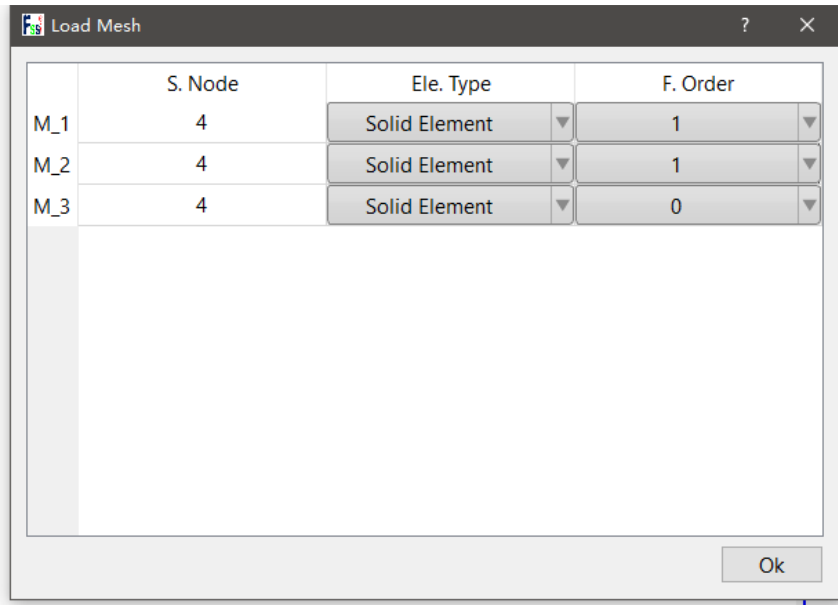 Fssi Load Mesh ?
S. Node Ele. Type F. Order
M_1 4 Solid Element 1
M_2 4 Solid Element 1
M_3 4 Solid Element 0
Ok